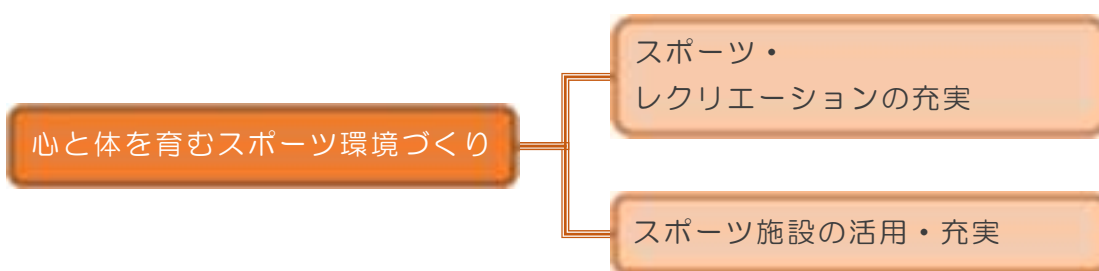 心と体を育むスポーツ環境づくり
スポーツ・
レクリエーションの充実
スポーツ施設の活用・充実